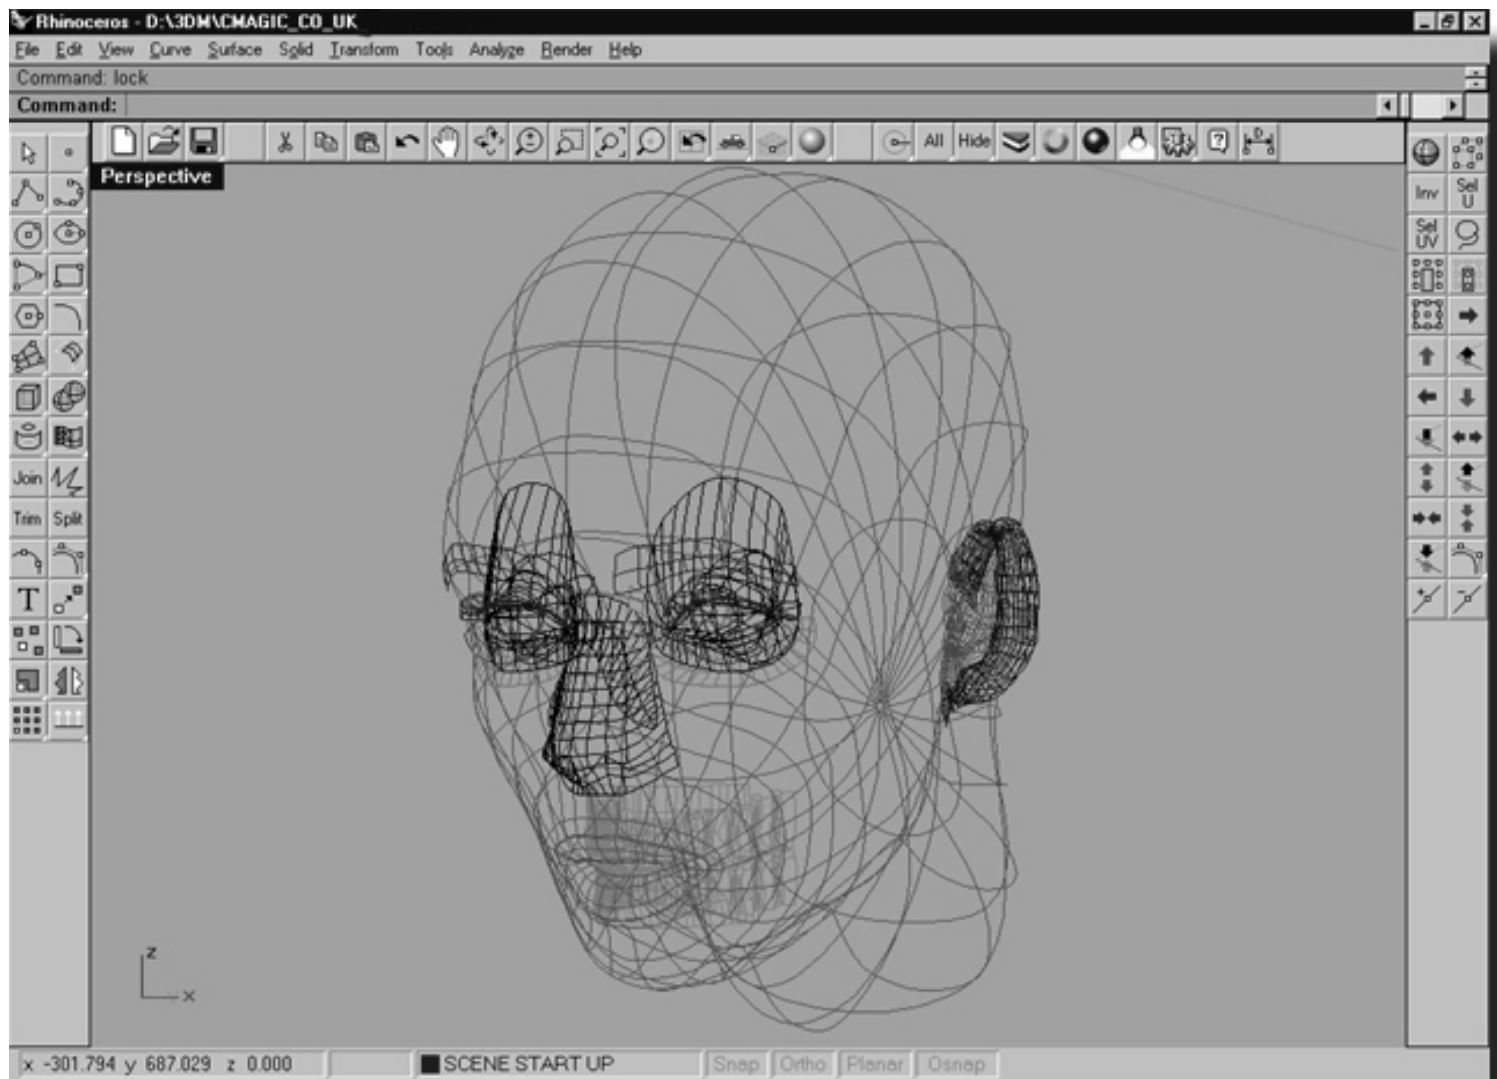 Rhinoceros - D:\3DM\CMAGIC_CO_UK
File Edit View Curve Surface Solid Transform Tools Analyze Render Help
Command: lock
Command:
All Hide
Perspective
Inv
Sel U
Sel UV
Join
Trim Split
T
z
x
x -301.794 y 687.029 z 0.000 SCENE START UP Snap Ortho Planar Osnap